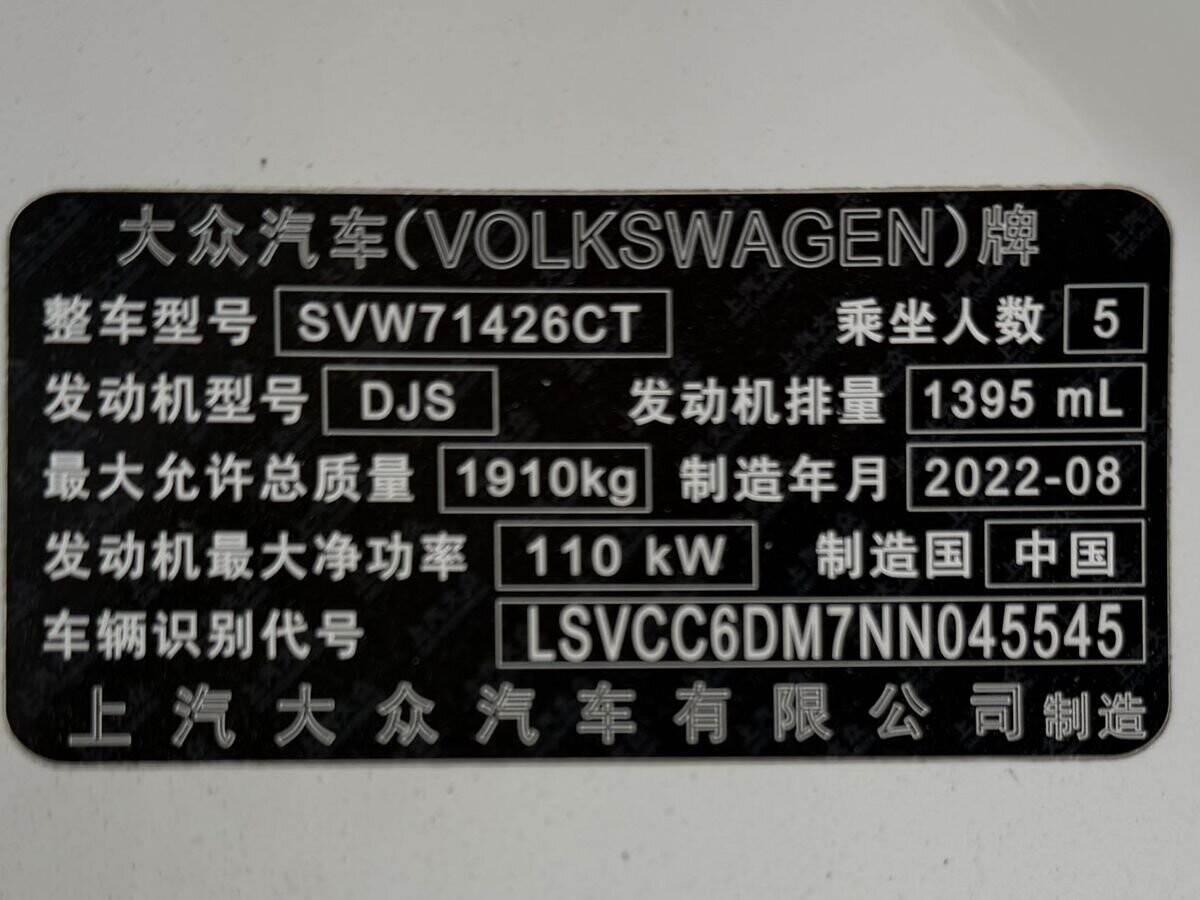 大众汽车(VOLKSWAGEN)牌
整车型号 SVW71426CT 乘坐人数 5
发动机型号 DJS 发动机排量 1395 mL
最大允许总质量 1910kg 制造年月 2022-08
发动机最大净功率 110 kW 制造国 中国
车辆识别代号 LSVCC6DM7NN045545
上汽大众汽车有限公司制造